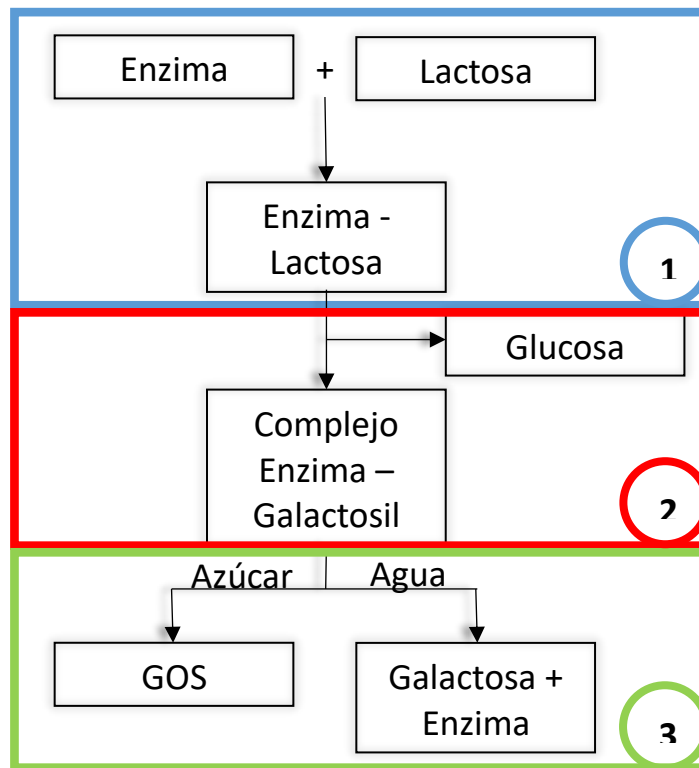 Enzima + Lactosa
Enzima -
Lactosa
1
Glucosa
Complejo
Enzima –
Galactosil
2
Azúcar Agua
GOS
Galactosa +
Enzima
3